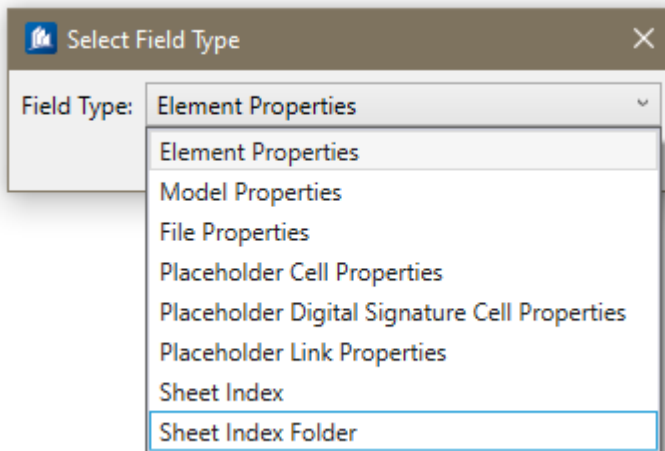 Select Field Type
Field Type: Element Properties
Element Properties
Model Properties
File Properties
Placeholder Cell Properties
Placeholder Digital Signature Cell Properties
Placeholder Link Properties
Sheet Index
Sheet Index Folder